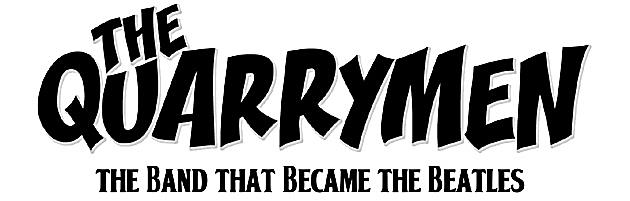 THE
QUARRYMEN
THE BAND THAT BECAME THE BEATLES